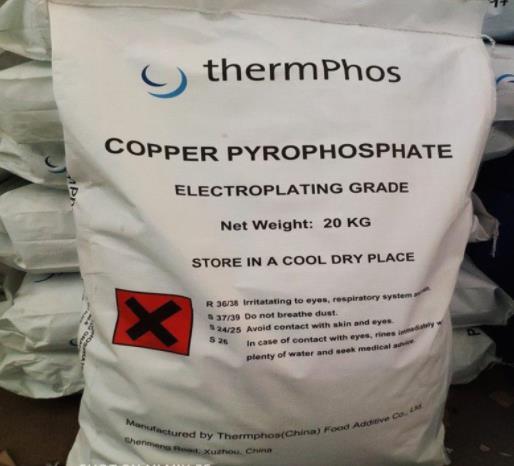 thermPhos
COPPER PYROPHOSPHATE
ELECTROPLATING GRADE
Net Weight: 20 KG
STORE IN A COOL DRY PLACE
R 36/38 Irritatating to eyes, respiratory system
S 37/39 Do not breathe dust.
S 24/25 Avoid contact with skin and eyes.
S 26 In case of contact with eyes, rines immediately
plenty of water and seek medical advice.
Manufactured by Thermphos(China) Food Additive Co., Ltd.
Shenmeng Road, Xuzhou, China